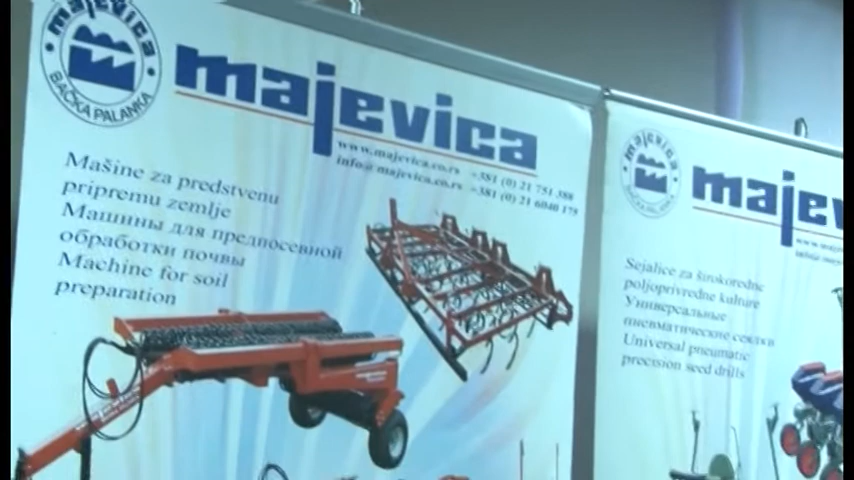 majevica
BAČKA PALANKA
majevica
www.majevica.co.rs +381 (0) 21 751 388
info@majevica.co.rs +381 (0) 21 6040 179
Mašine za predstvenu
pripremu zemlje
Машины для предпосевной
обработки почвы
Machine for soil
preparation
majevica
majev
Sejalice za širokoredne
poljoprivredne kulture
Универсальные
пневматические сеялки
Universal pneumatic
precision seed drills